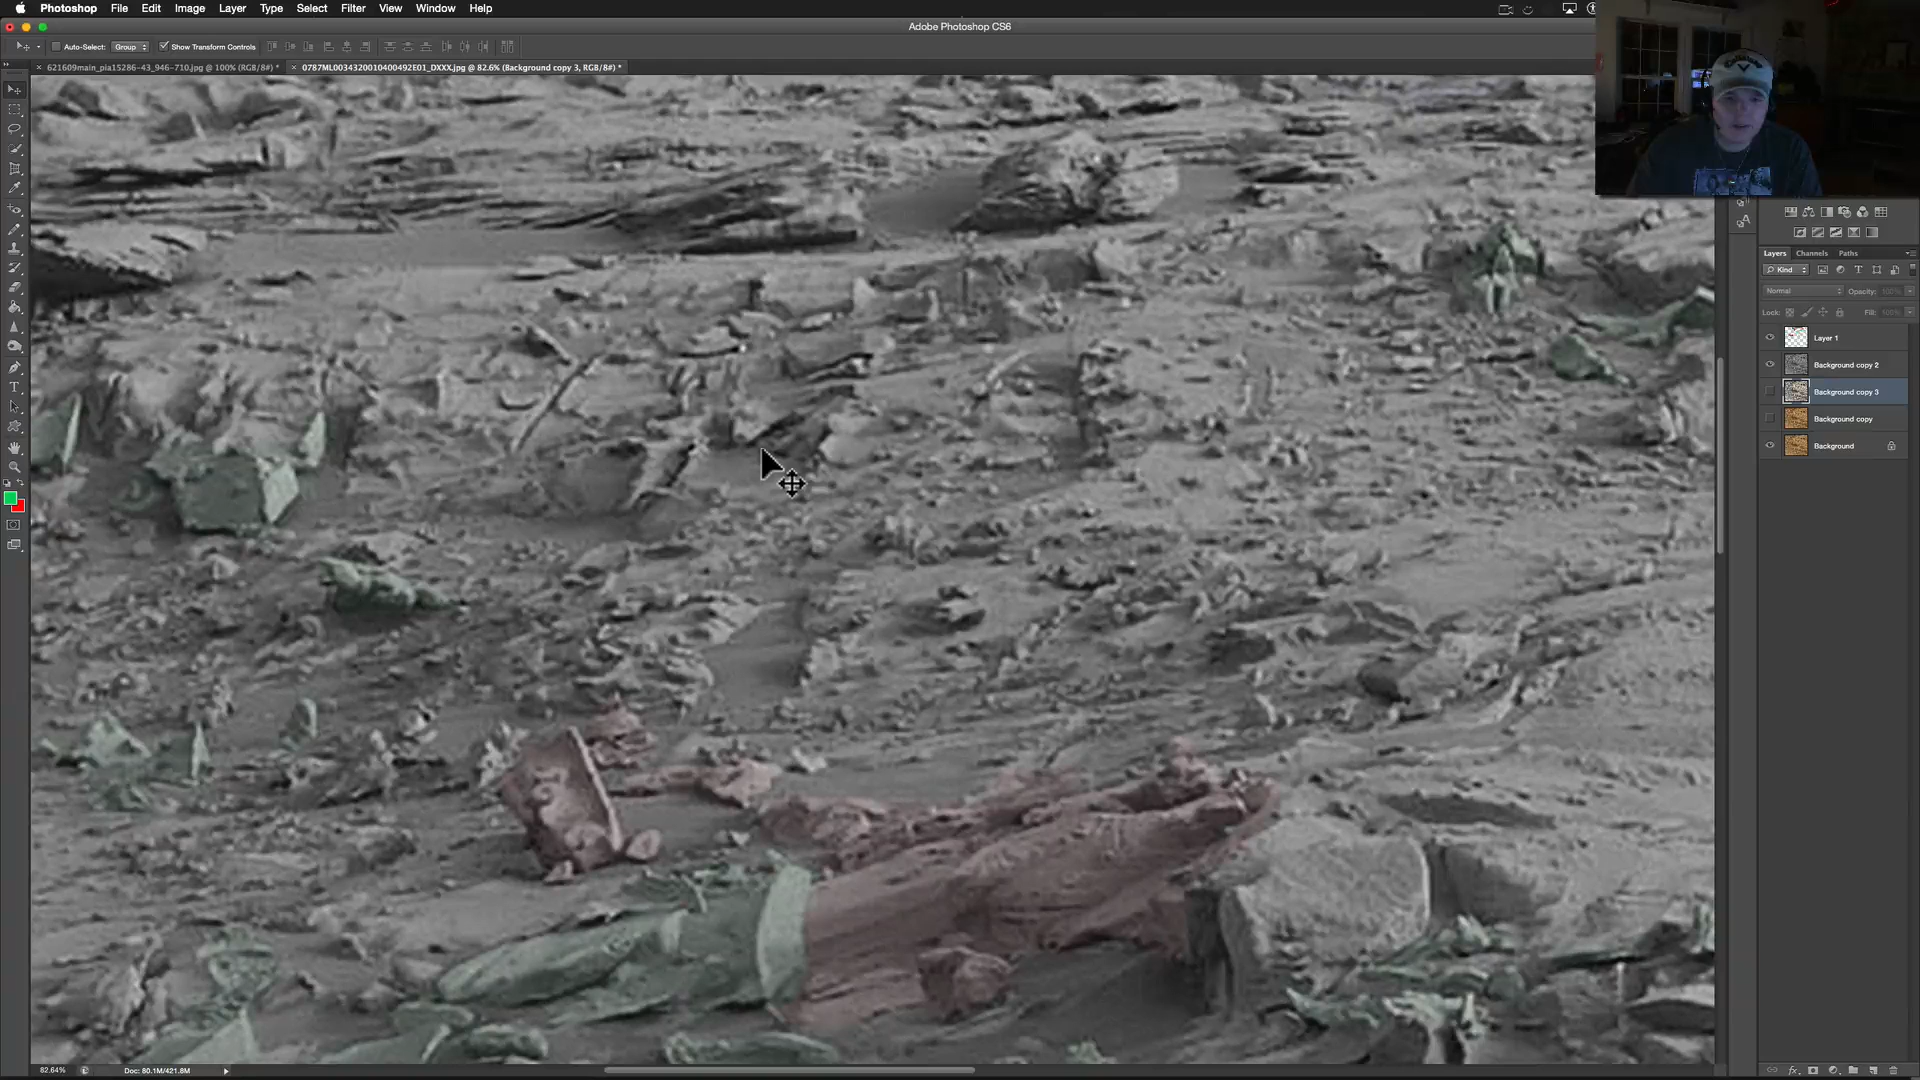 Photoshop File Edit Image Layer Type Select Filter View Window Help
Adobe Photoshop CS6
Auto-Select: Group Show Transform Controls
621609main_pia15286-43_946-710.jpg @ 100% (RGB/8#) *
0787ML0034320010400492E01_DXXX.jpg @ 82.6% (Background copy 3, RGB/8#) *
Layers Channels Paths
Kind
Normal Opacity: 100%
Lock: Fill: 100%
Layer 1
Background copy 2
Background copy 3
Background copy
Background
82.64% Doc: 80.1M/421.8M